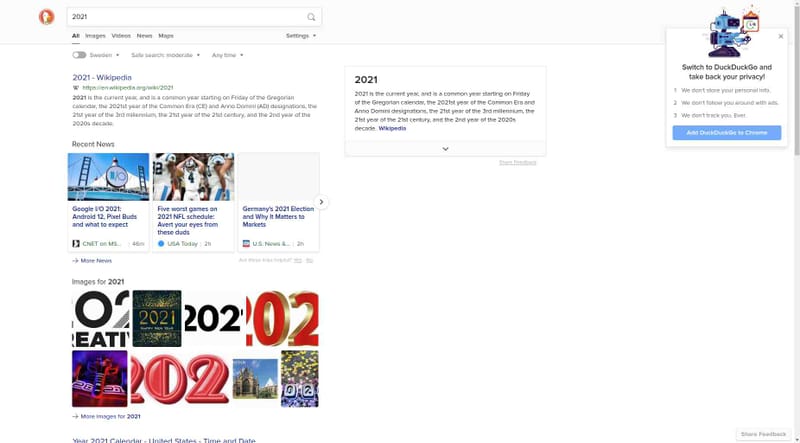 2021
All Images Videos News Maps
Settings
Sweden Safe search: moderate Any time
2021 - Wikipedia
W https://en.wikipedia.org/wiki/2021
2021 is the current year, and is a common year starting on Friday of the Gregorian
calendar, the 2021st year of the Common Era (CE) and Anno Domini (AD) designations, the
21st year of the 3rd millennium, the 21st year of the 21st century, and the 2nd year of the
2020s decade.
Recent News
Google I/O 2021:
Android 12, Pixel Buds
and what to expect
CNET on MS... 46m
Five worst games on
2021 NFL schedule:
Avert your eyes from
these duds
USA Today 2h
Germany's 2021 Election
and Why It Matters to
Markets
U.S. News &... 2h
→ More News
Are these links helpful? Yes No
Images for 2021
2021
HAPPY NEW YEAR
202
202
202
→ More Images for 2021
Year 2021 Calendar - United States - Time and Date
2021
2021 is the current year, and is a common year starting on Friday
of the Gregorian calendar, the 2021st year of the Common Era and
Anno Domini designations, the 21st year of the 3rd millennium, the
21st year of the 21st century, and the 2nd year of the 2020s
decade. Wikipedia
Share Feedback
Switch to DuckDuckGo and
take back your privacy!
1 We don't store your personal info.
2 We don't follow you around with ads.
3 We don't track you. Ever.
Add DuckDuckGo to Chrome
Share Feedback